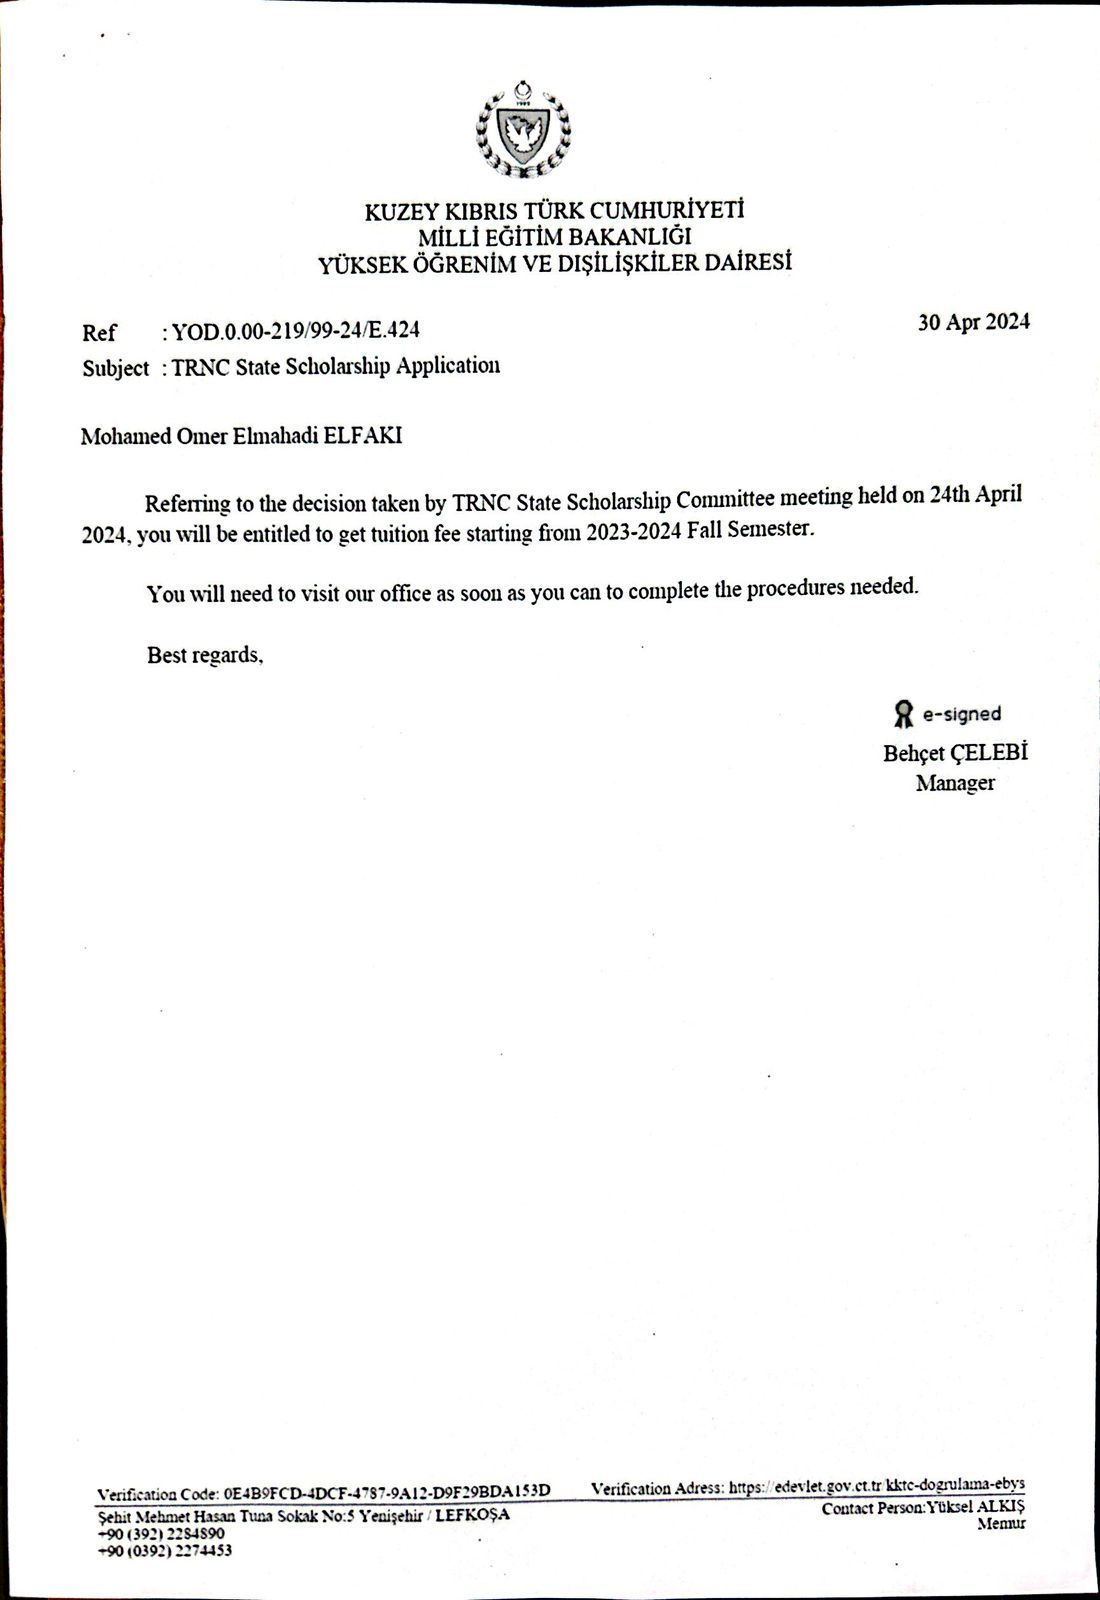 1983
KUZEY KIBRIS TÜRK CUMHURİYETİ
MİLLİ EĞİTİM BAKANLIĞI
YÜKSEK ÖĞRENİM VE DIŞİLİŞKİLER DAİRESİ
Ref : YOD.0.00-219/99-24/E.424
30 Apr 2024
Subject : TRNC State Scholarship Application
Mohamed Omer Elmahadi ELFAKI
Referring to the decision taken by TRNC State Scholarship Committee meeting held on 24th April
2024, you will be entitled to get tuition fee starting from 2023-2024 Fall Semester.
You will need to visit our office as soon as you can to complete the procedures needed.
Best regards,
e-signed
Behçet ÇELEBİ
Manager
Verification Code: 0E4B9FCD-4DCF-4787-9A12-D9F29BDA153D Verification Adress: https://edevlet.gov.ct.tr/kktc-dogrulama-ebys
Şehit Mehmet Hasan Tuna Sokak No:5 Yenişehir / LEFKOŞA
Contact Person:Yüksel ALKIŞ
+90 (392) 2284890
Memur
+90 (0392) 2274453